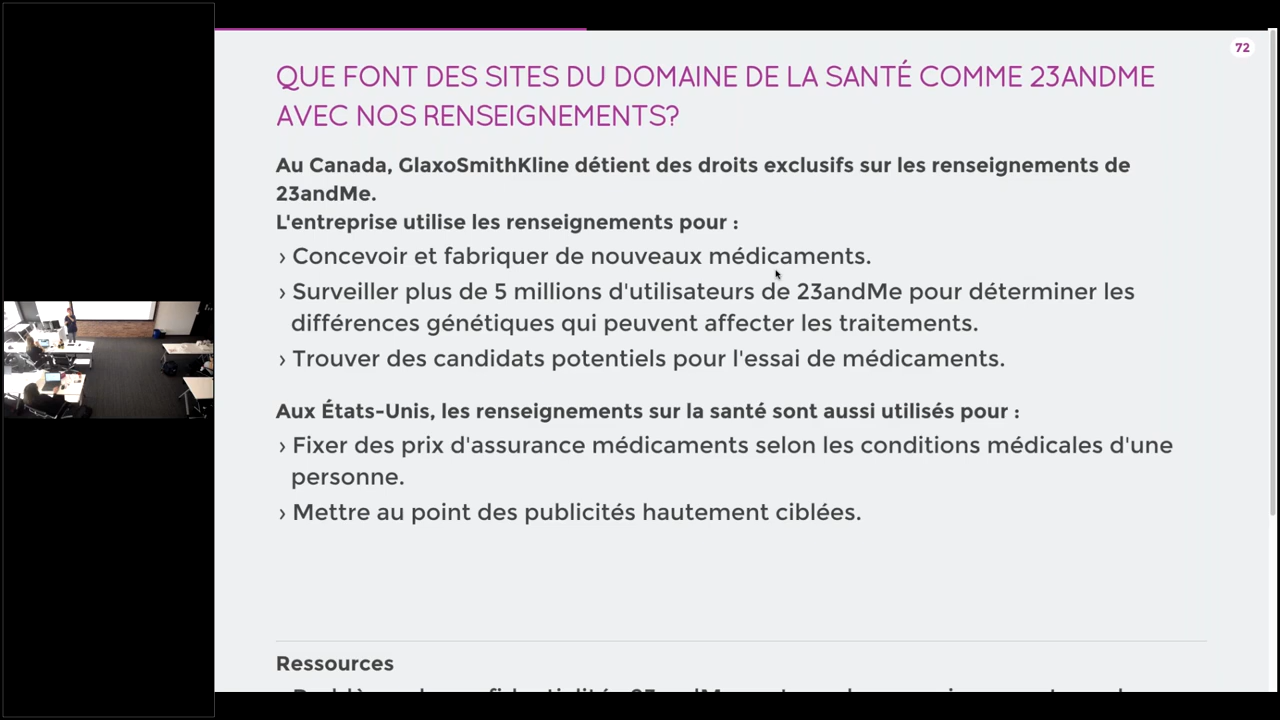 72
QUE FONT DES SITES DU DOMAINE DE LA SANTÉ COMME 23ANDME
AVEC NOS RENSEIGNEMENTS?
Au Canada, GlaxoSmithKline détient des droits exclusifs sur les renseignements de
23andMe.
L'entreprise utilise les renseignements pour :
› Concevoir et fabriquer de nouveaux médicaments.
› Surveiller plus de 5 millions d'utilisateurs de 23andMe pour déterminer les
différences génétiques qui peuvent affecter les traitements.
› Trouver des candidats potentiels pour l'essai de médicaments.
Aux États-Unis, les renseignements sur la santé sont aussi utilisés pour :
› Fixer des prix d'assurance médicaments selon les conditions médicales d'une
personne.
› Mettre au point des publicités hautement ciblées.
Ressources